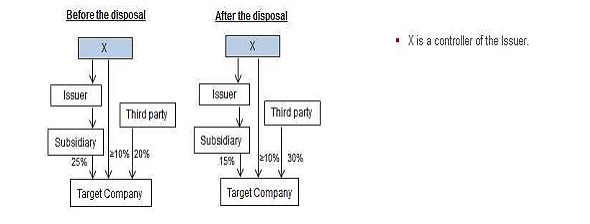 Before the disposal
X
Issuer
Third party
Subsidiary
25%
≥10%
20%
Target Company
After the disposal
X
Issuer
Third party
Subsidiary
15%
≥10%
30%
Target Company
▪ X is a controller of the Issuer.